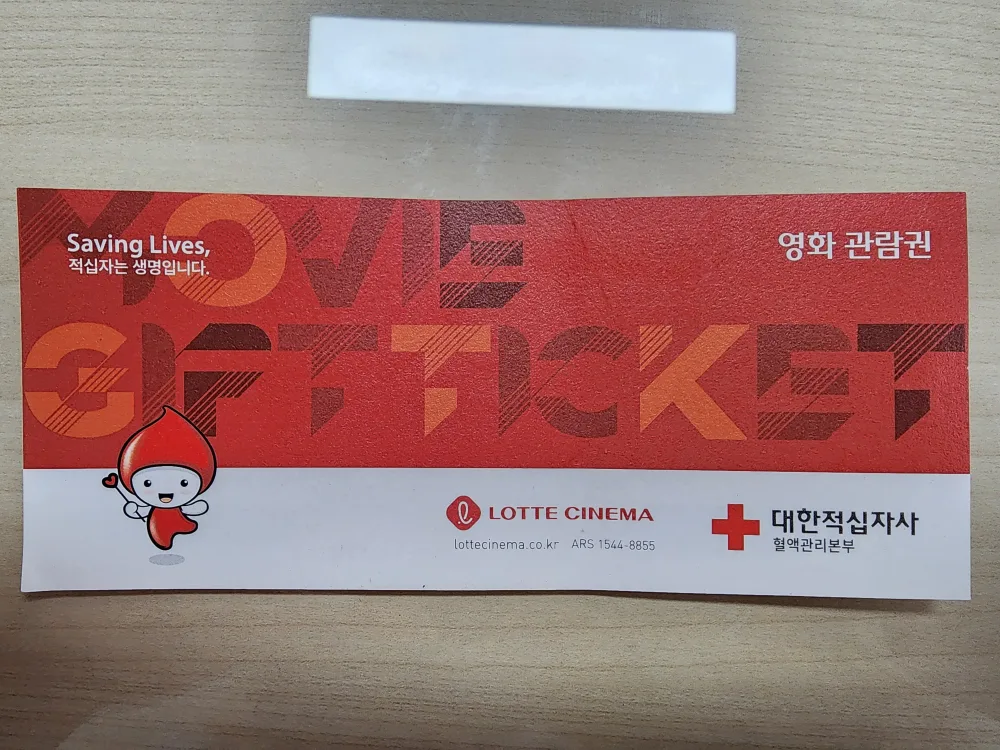 MOVIE
Saving Lives,
적십자는 생명입니다.
영화 관람권
GIFT TICKET
LOTTE CINEMA
lottecinema.co.kr ARS 1544-8855
대한적십자사
혈액관리본부